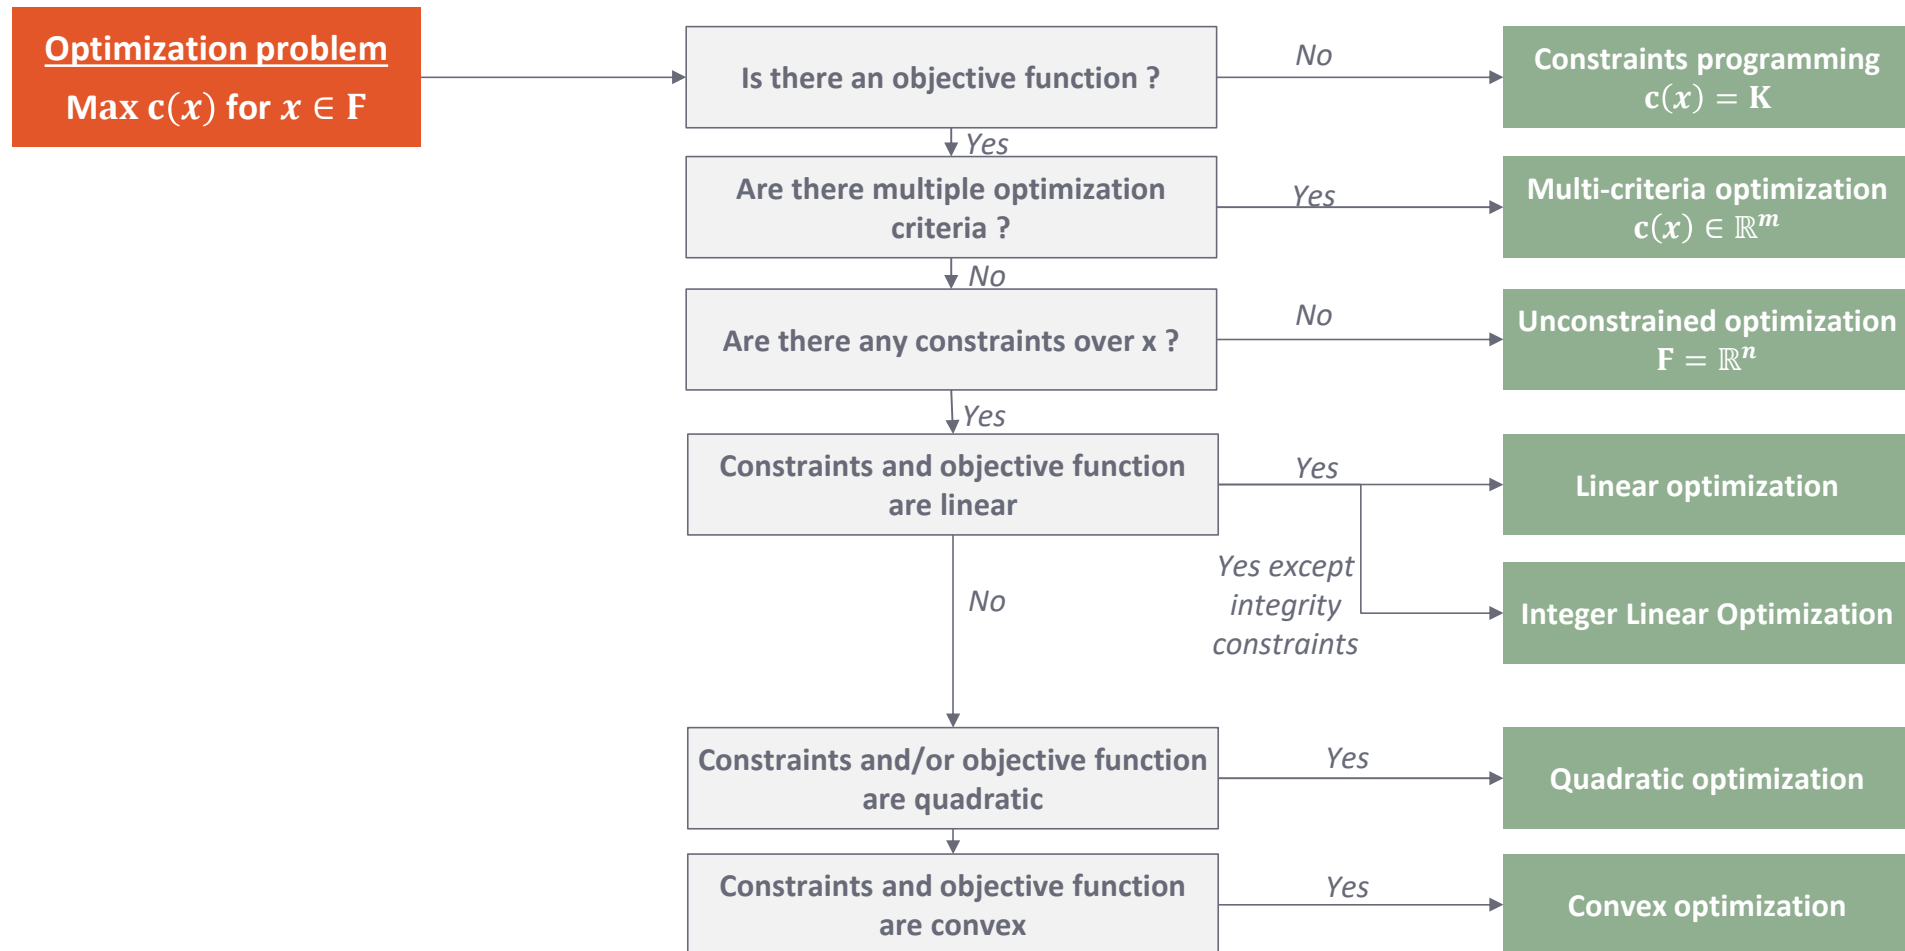 Optimization problem
Max c(x) for x ∈ F
Is there an objective function ?
No
Constraints programming
c(x) = K
Yes
Are there multiple optimization
criteria ?
Yes
Multi-criteria optimization
c(x) ∈ ℝᵐ
No
Are there any constraints over x ?
No
Unconstrained optimization
F = ℝⁿ
Yes
Constraints and objective function
are linear
Yes
Linear optimization
Yes except
integrity
constraints
Integer Linear Optimization
No
Constraints and/or objective function
are quadratic
Yes
Quadratic optimization
Constraints and objective function
are convex
Yes
Convex optimization